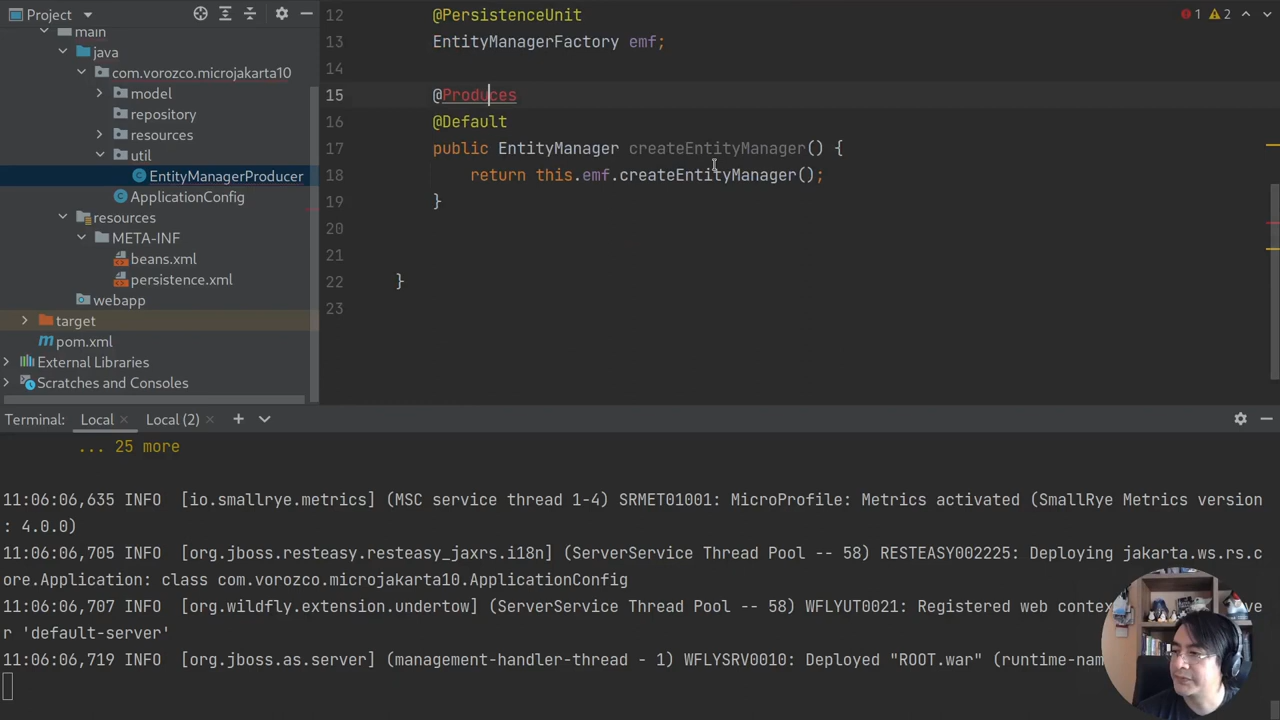 Project
main
java
com.vorozco.microjakarta10
model
repository
resources
util
EntityManagerProducer
ApplicationConfig
resources
META-INF
beans.xml
persistence.xml
webapp
target
pom.xml
External Libraries
Scratches and Consoles
1 2
12 @PersistenceUnit
13 EntityManagerFactory emf;
14
15 @Produces
16 @Default
17 public EntityManager createEntityManager() {
18 return this.emf.createEntityManager();
19 }
20
21
22 }
23
Terminal: Local Local (2)
... 25 more
11:06:06,635 INFO [io.smallrye.metrics] (MSC service thread 1-4) SRMET01001: MicroProfile: Metrics activated (SmallRye Metrics version
: 4.0.0)
11:06:06,705 INFO [org.jboss.resteasy.resteasy_jaxrs.i18n] (ServerService Thread Pool -- 58) RESTEASY002225: Deploying jakarta.ws.rs.c
ore.Application: class com.vorozco.microjakarta10.ApplicationConfig
11:06:06,707 INFO [org.wildfly.extension.undertow] (ServerService Thread Pool -- 58) WFLYUT0021: Registered web contex ve
r 'default-server'
11:06:06,719 INFO [org.jboss.as.server] (management-handler-thread - 1) WFLYSRV0010: Deployed "ROOT.war" (runtime-nam